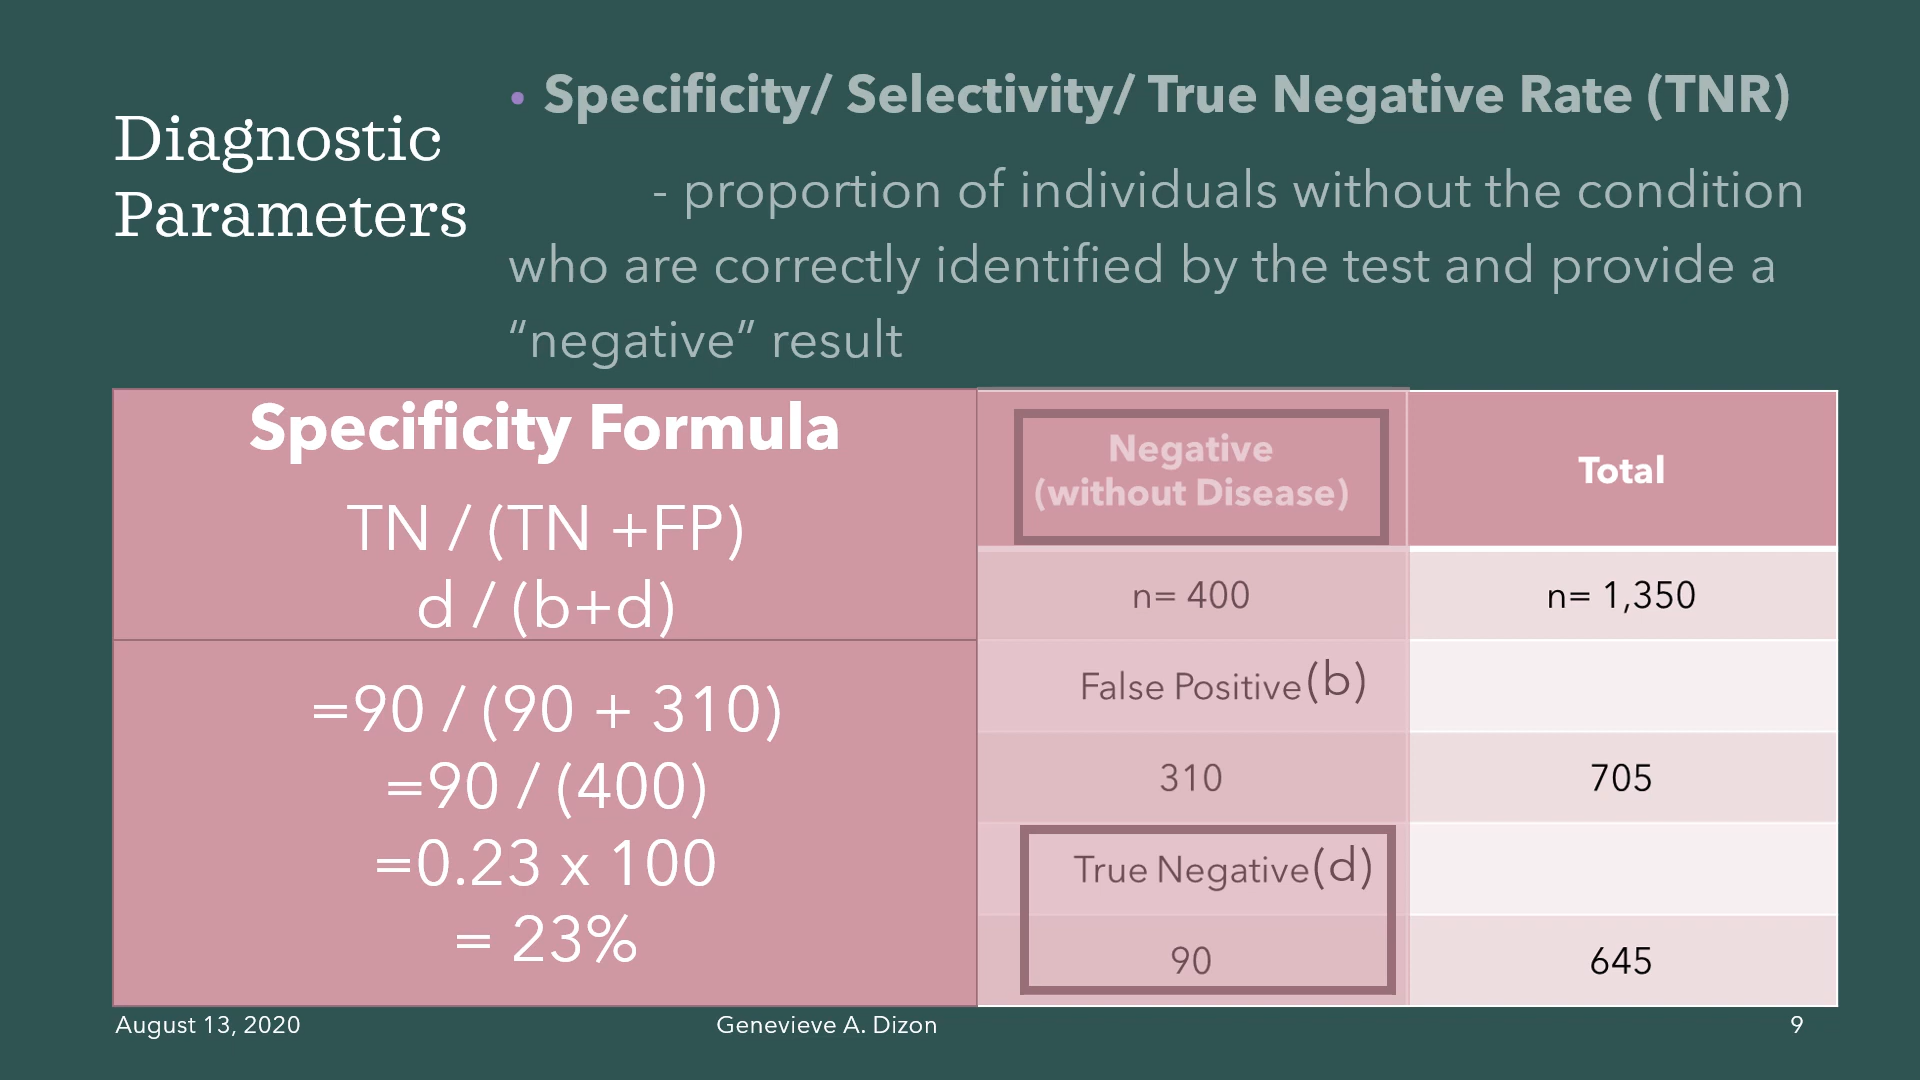 Diagnostic
Parameters
• Specificity/ Selectivity/ True Negative Rate (TNR)
- proportion of individuals without the condition
who are correctly identified by the test and provide a
“negative” result
Specificity Formula
TN / (TN +FP)
d / (b+d)
=90 / (90 + 310)
=90 / (400)
=0.23 x 100
= 23%
Negative
(without Disease)
Total
n= 400
n= 1,350
False Positive(b)
310
705
True Negative(d)
90
645
August 13, 2020
Genevieve A. Dizon
9